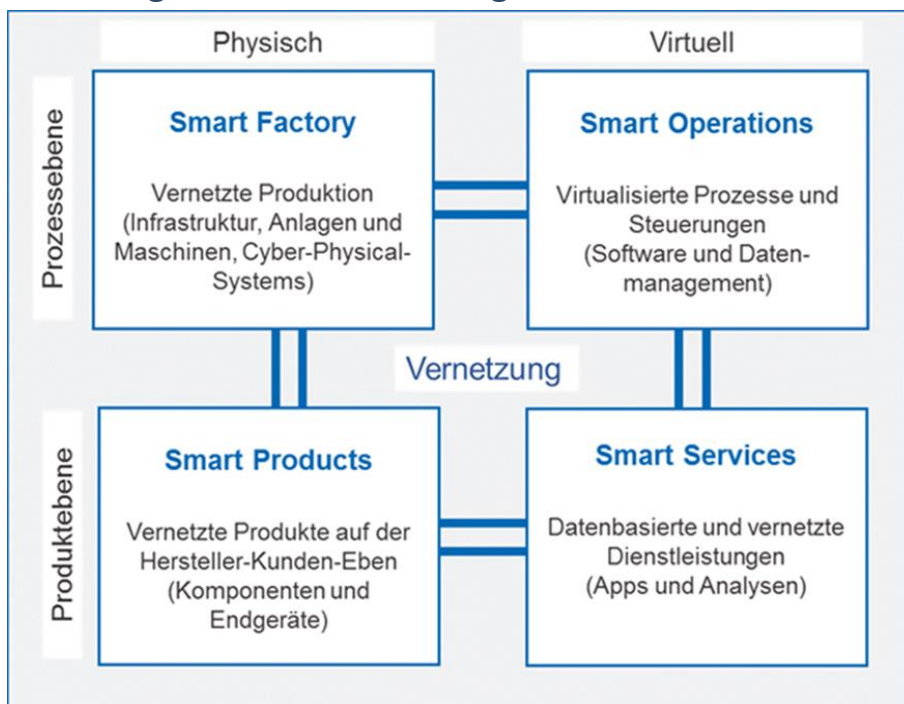 Physisch
Virtuell
Prozessebene
Smart Factory
Vernetzte Produktion
(Infrastruktur, Anlagen und
Maschinen, Cyber-Physical-
Systems)
Smart Operations
Virtualisierte Prozesse und
Steuerungen
(Software und Daten-
management)
Vernetzung
Produktebene
Smart Products
Vernetzte Produkte auf der
Hersteller-Kunden-Eben
(Komponenten und
Endgeräte)
Smart Services
Datenbasierte und vernetzte
Dienstleistungen
(Apps und Analysen)